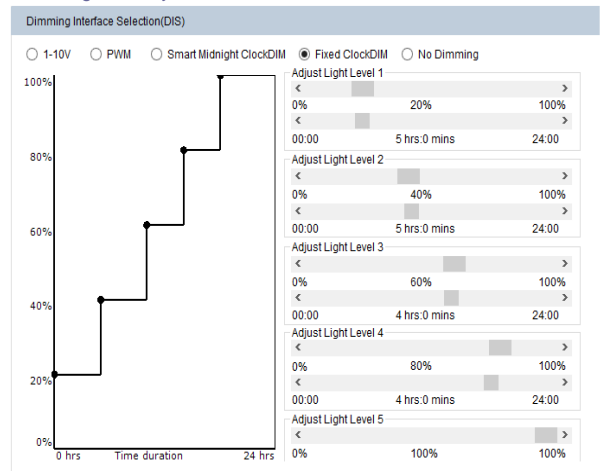 Dimming Interface Selection(DIS)
1-10V PWM Smart Midnight ClockDIM Fixed ClockDIM No Dimming
100%
80%
60%
40%
20%
0%
0 hrs Time duration 24 hrs
Adjust Light Level 1
0% 20% 100%
00:00 5 hrs:0 mins 24:00
Adjust Light Level 2
0% 40% 100%
00:00 5 hrs:0 mins 24:00
Adjust Light Level 3
0% 60% 100%
00:00 4 hrs:0 mins 24:00
Adjust Light Level 4
0% 80% 100%
00:00 4 hrs:0 mins 24:00
Adjust Light Level 5
0% 100% 100%